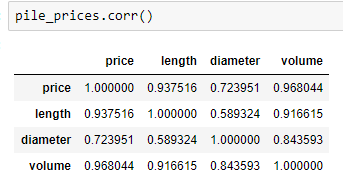 pile_prices.corr()
price length diameter volume
price 1.000000 0.937516 0.723951 0.968044
length 0.937516 1.000000 0.589324 0.916615
diameter 0.723951 0.589324 1.000000 0.843593
volume 0.968044 0.916615 0.843593 1.000000